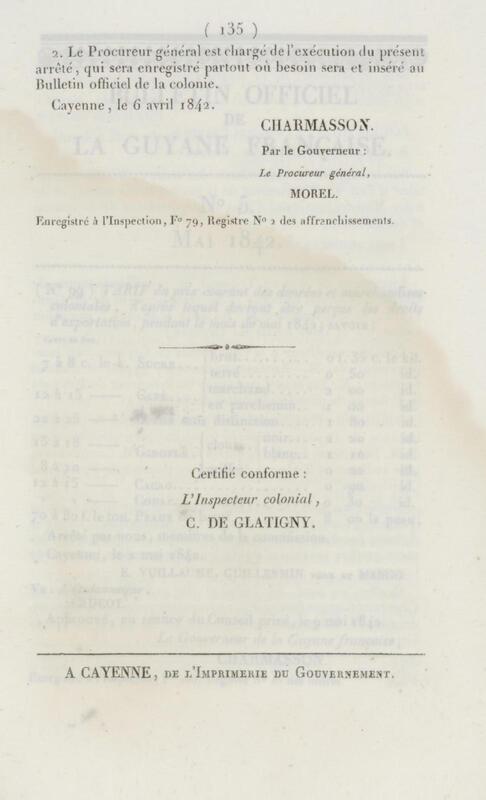 ( 135 )
2. Le Procureur général est chargé de l'exécution du présent
arrêté, qui sera enregistré partout où besoin sera et inséré au
Bulletin officiel de la colonie.
Cayenne, le 6 avril 1842.
CHARMASSON.
Par le Gouverneur :
Le Procureur général,
MOREL.
Enregistré à l'Inspection, Fº 79, Registre Nº 2 des affranchissements.
Certifié conforme :
L'Inspecteur colonial,
C. DE GLATIGNY.
A CAYENNE, DE L'IMPRIMERIE DU GOUVERNEMENT.